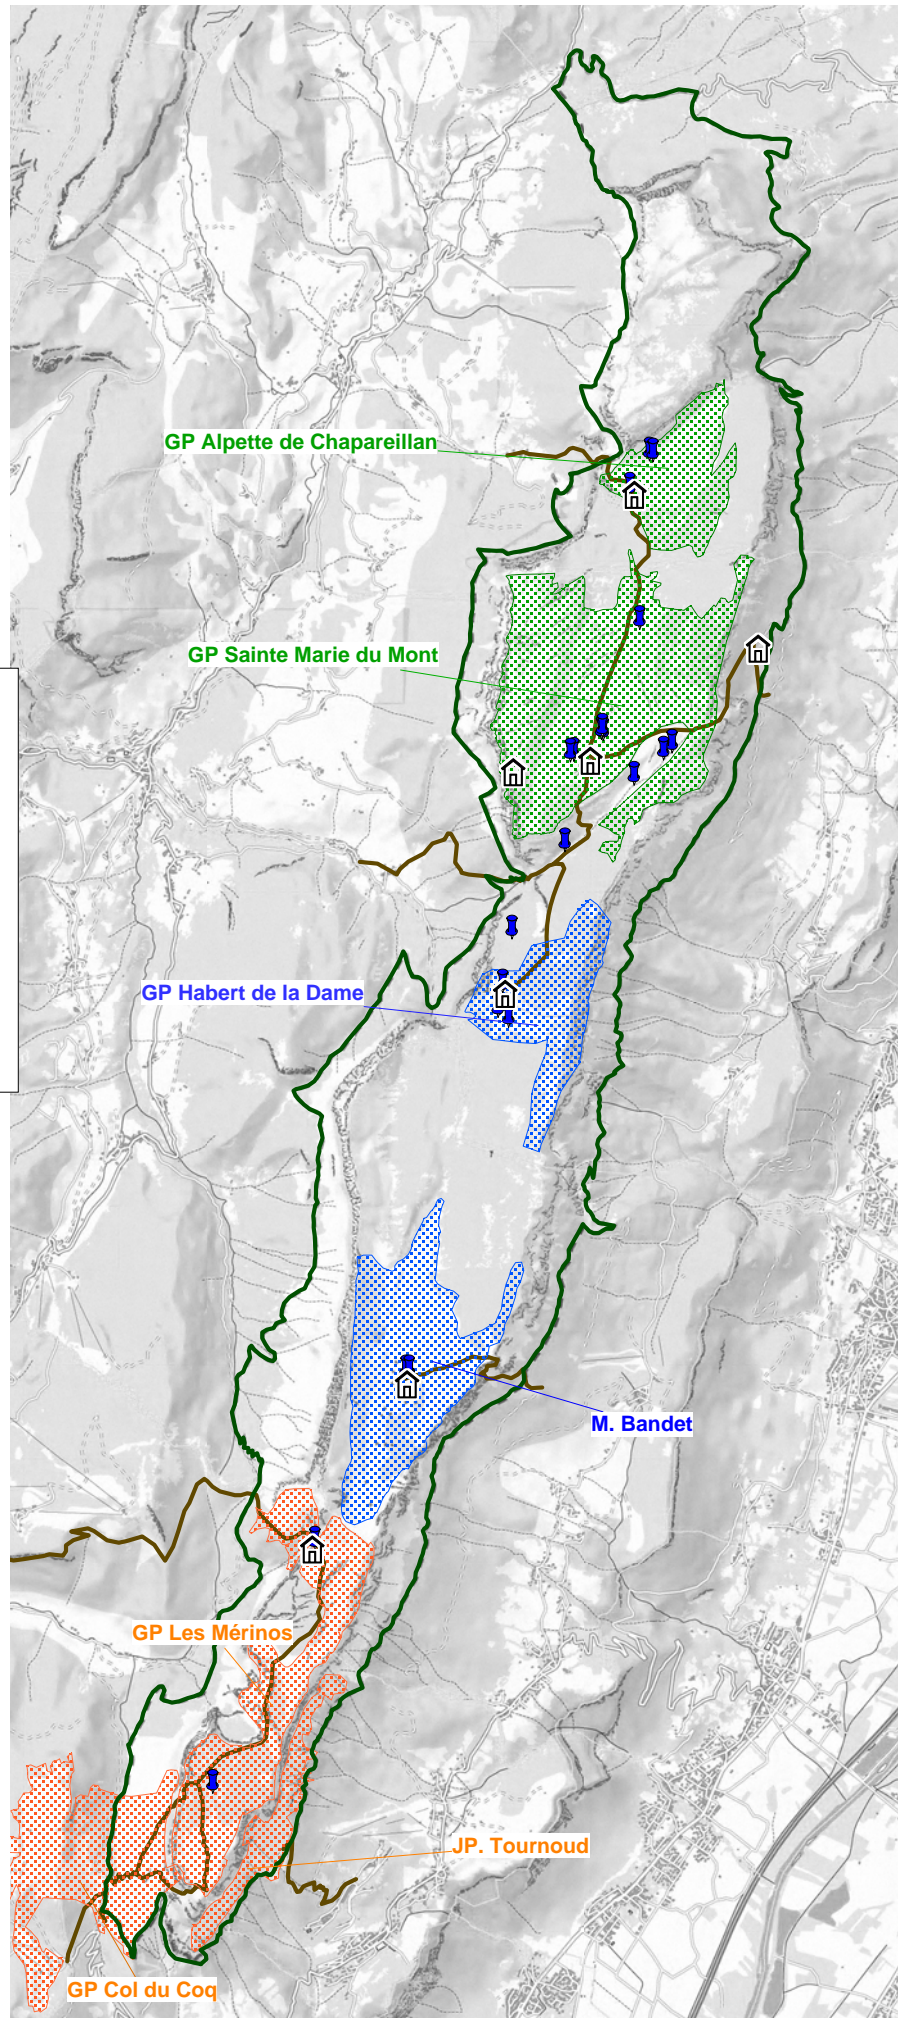 GP Alpette de Chapareillan
GP Sainte Marie du Mont
GP Habert de la Dame
M. Bandet
GP Les Mérinos
JP. Tournoud
GP Col du Coq